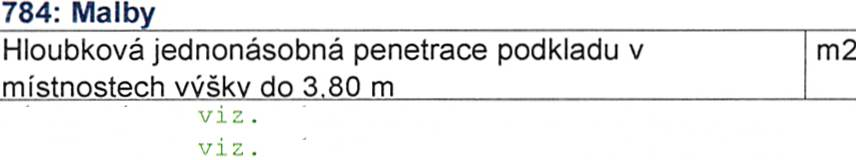 784: Malby
Hloubková jednonásobná penetrace podkladu v m2
místnostech výšky do 3,80 m
viz.
viz.